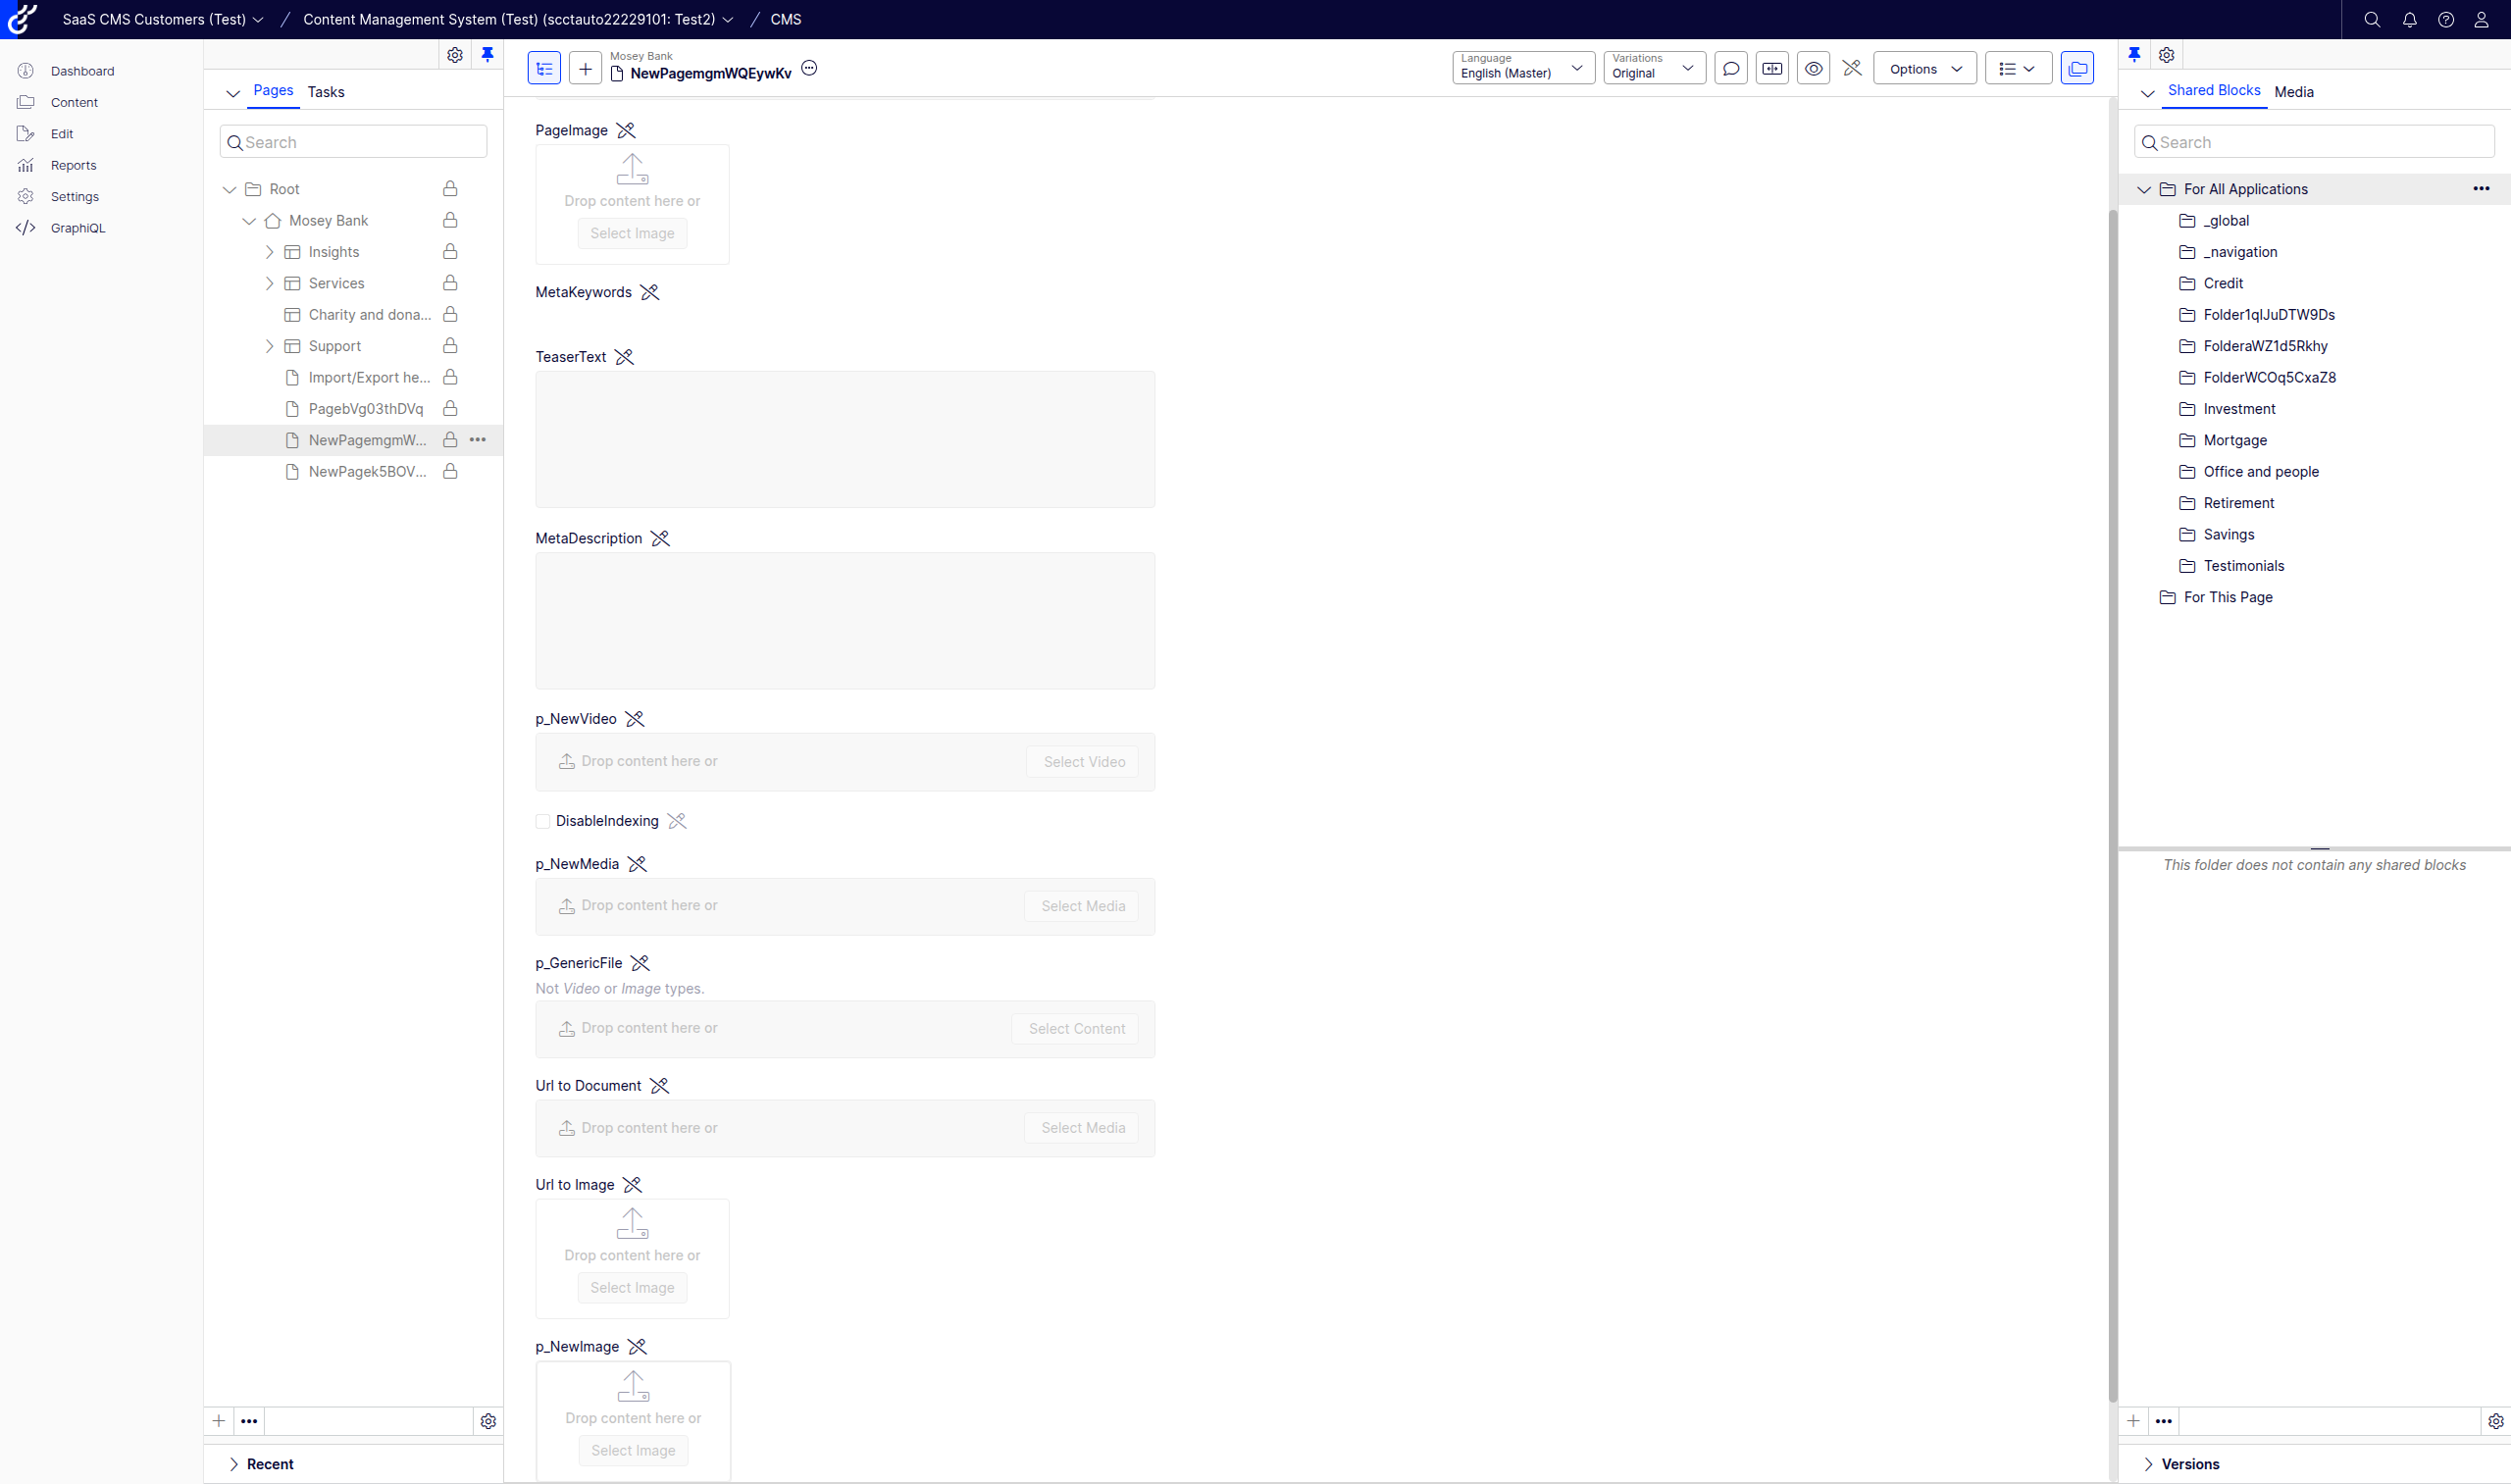 SaaS CMS Customers (Test) / Content Management System (Test) (scctauto22229101: Test2) / CMS
Dashboard
Content
Edit
Reports
Settings
GraphiQL
Pages Tasks
Search
Root
Mosey Bank
Insights
Services
Charity and dona...
Support
Import/Export he...
PagebVg03thDVq
NewPagemgmW...
NewPagek5BOV...
Recent
Mosey Bank
NewPagemgmWQEywKv
Language
English (Master)
Variations
Original
Options
PageImage
Drop content here or
Select Image
MetaKeywords
TeaserText
MetaDescription
p_NewVideo
Drop content here or Select Video
DisableIndexing
p_NewMedia
Drop content here or Select Media
p_GenericFile
Not Video or Image types.
Drop content here or Select Content
Url to Document
Drop content here or Select Media
Url to Image
Drop content here or
Select Image
p_NewImage
Drop content here or
Select Image
Shared Blocks Media
Search
For All Applications
_global
_navigation
Credit
Folder1qlJuDTW9Ds
FolderaWZ1d5Rkhy
FolderWCOq5CxaZ8
Investment
Mortgage
Office and people
Retirement
Savings
Testimonials
For This Page
This folder does not contain any shared blocks
Versions